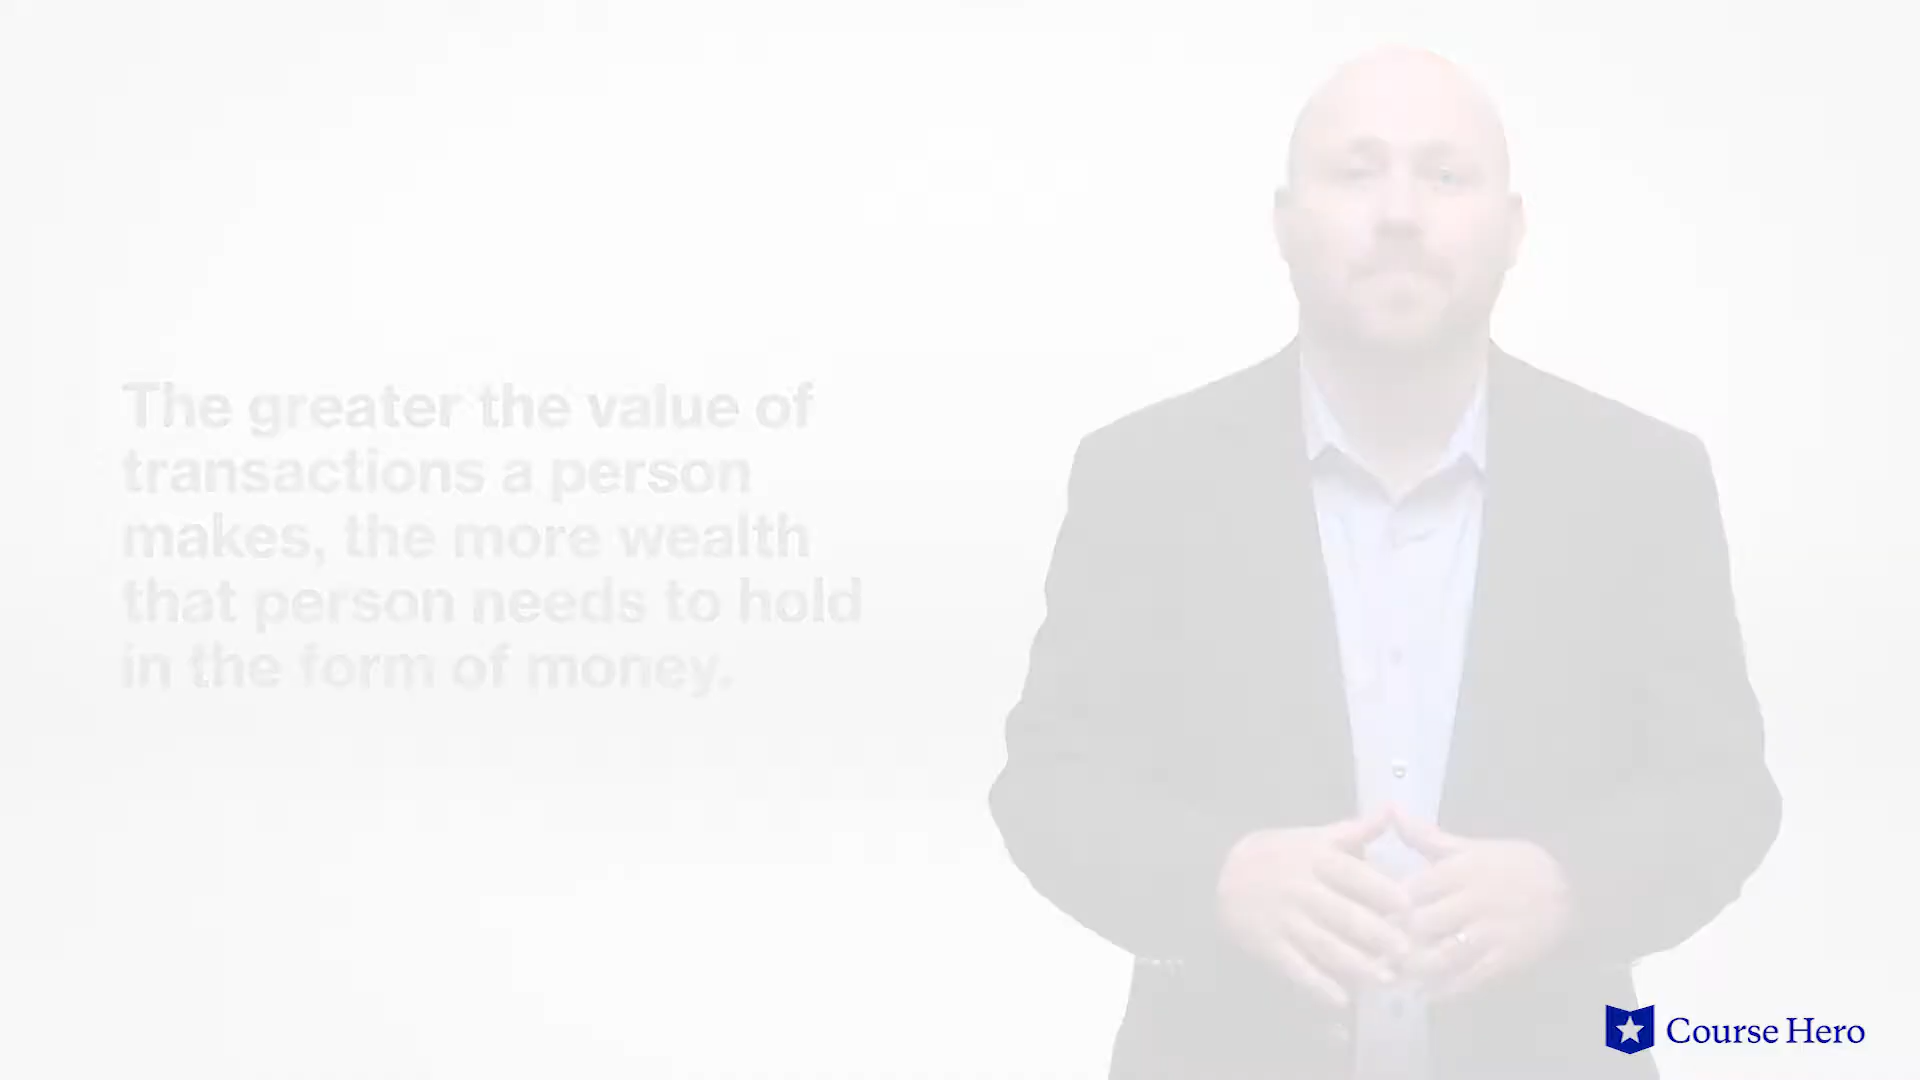 The greater the value of
transactions a person
makes, the more wealth
that person needs to hold
in the form of money.
Course Hero